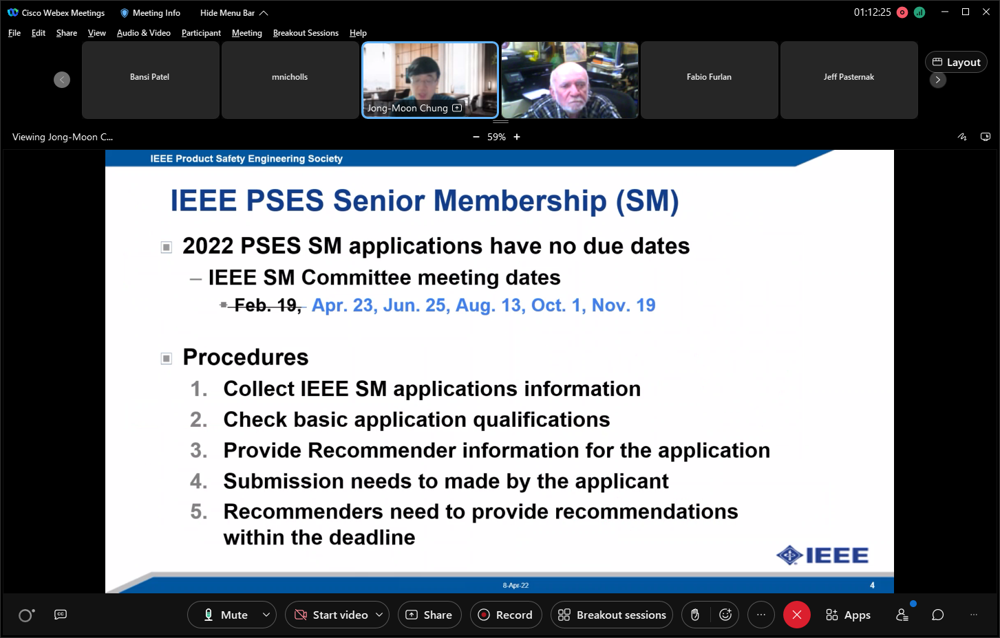 Cisco Webex Meetings
Meeting Info
Hide Menu Bar
01:12:25
File Edit Share View Audio & Video Participant Meeting Breakout Sessions Help
Bansi Patel
mnicholls
Jong-Moon Chung
Fabio Furlan
Jeff Pasternak
Layout
Viewing Jong-Moon C...
59%
IEEE Product Safety Engineering Society
IEEE PSES Senior Membership (SM)
2022 PSES SM applications have no due dates
– IEEE SM Committee meeting dates
Feb. 19, Apr. 23, Jun. 25, Aug. 13, Oct. 1, Nov. 19
Procedures
1. Collect IEEE SM applications information
2. Check basic application qualifications
3. Provide Recommender information for the application
4. Submission needs to made by the applicant
5. Recommenders need to provide recommendations
within the deadline
IEEE
8-Apr-22
4
CC
Mute
Start video
Share
Record
Breakout sessions
Apps